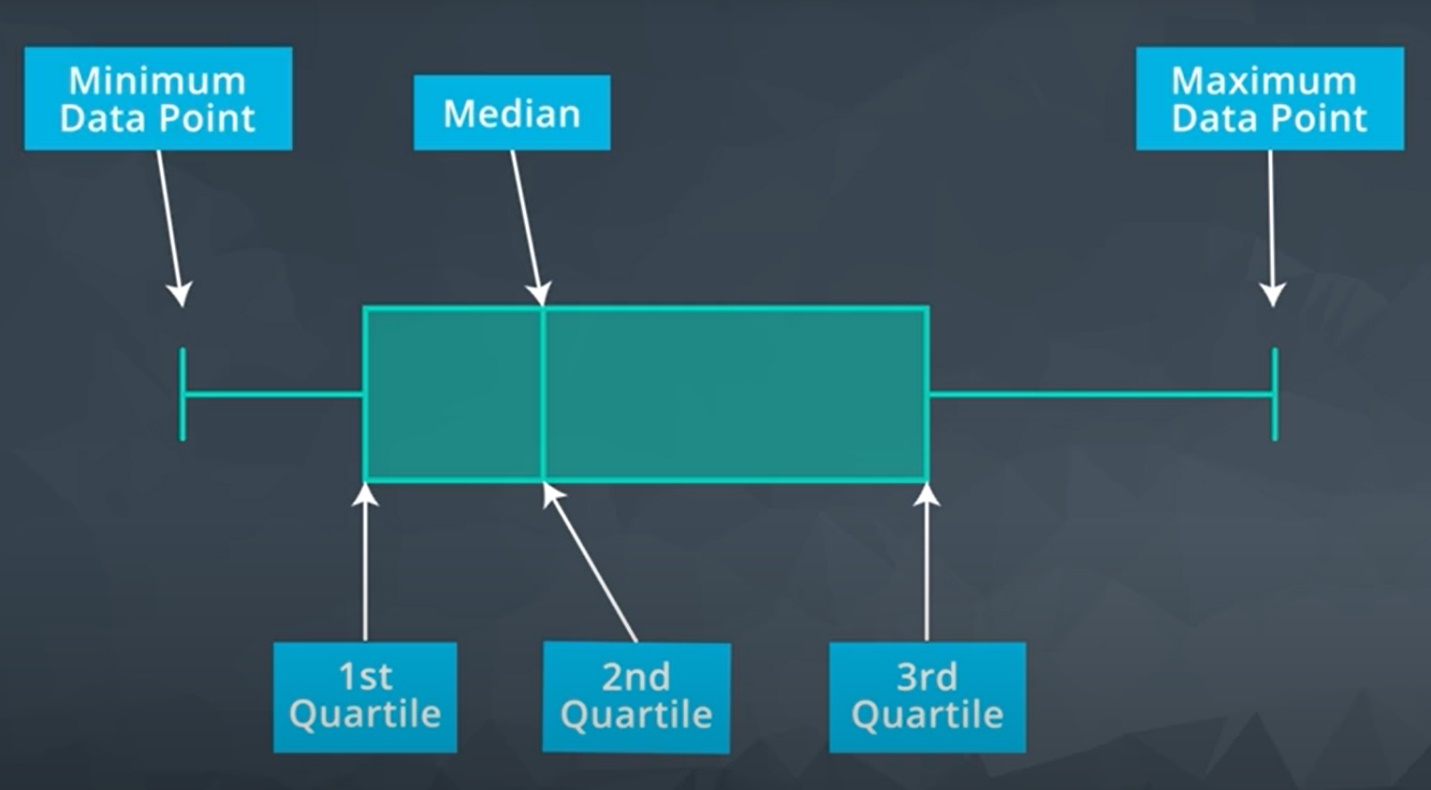 Minimum
Data Point
Median
Maximum
Data Point
1st
Quartile
2nd
Quartile
3rd
Quartile